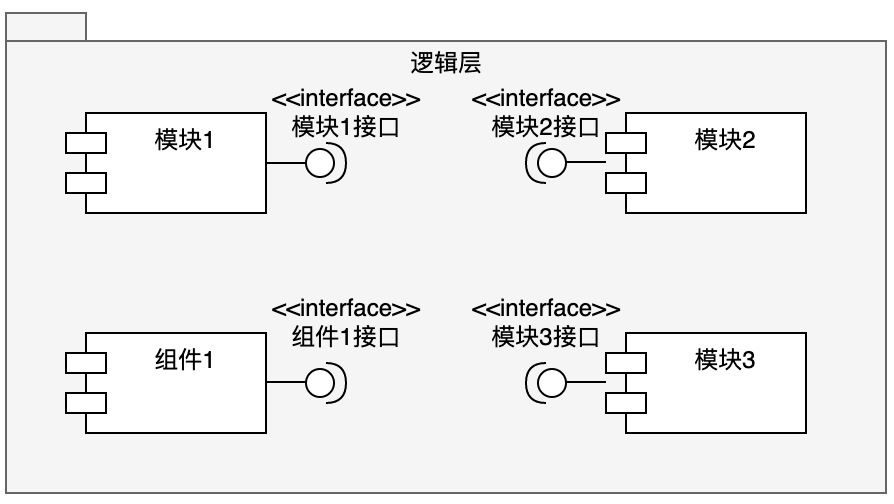 逻辑层
<<interface>>
模块1接口
<<interface>>
模块2接口
模块1
模块2
<<interface>>
组件1接口
<<interface>>
模块3接口
组件1
模块3